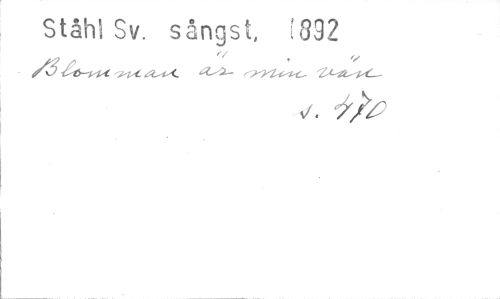 Ståhl Sv. sångst, 1892
Blomman är min vän
s. 470